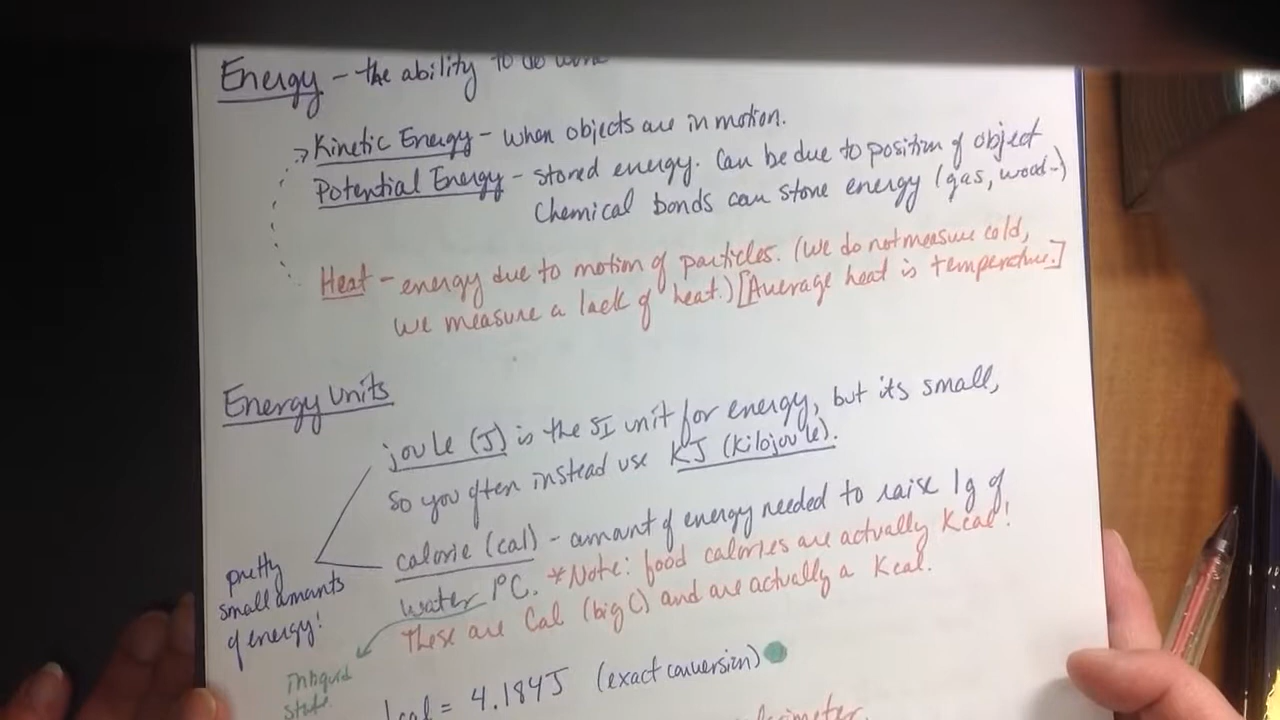 Energy - the ability to do work
Kinetic Energy - when objects are in motion.
Potential Energy - stored energy. Can be due to position of object
Chemical bonds can store energy (gas, wood-)
Heat - energy due to motion of particles. (We do not measure cold,
we measure a lack of heat.) [Average heat is temperature.]
Energy Units
joule (J) is the SI unit for energy, but its small,
so you often instead use KJ (Kilojoule).
calorie (cal) - amount of energy needed to raise 1g of
water 1°C. *Note: food calories are actually Kcal!
These are Cal (big C) and are actually a Kcal.
pretty
small amounts
of energy!
In liquid
state
1cal = 4.184J (exact conversion)